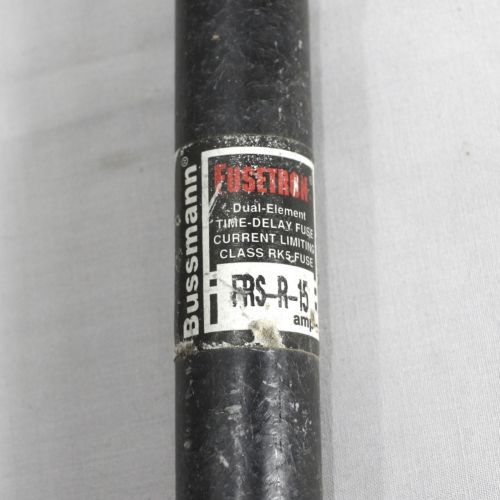 Bussmann®
FUSETRON
Dual-Element
TIME-DELAY FUSE
CURRENT LIMITING
CLASS RK5 FUSE
FRS-R-15
amp